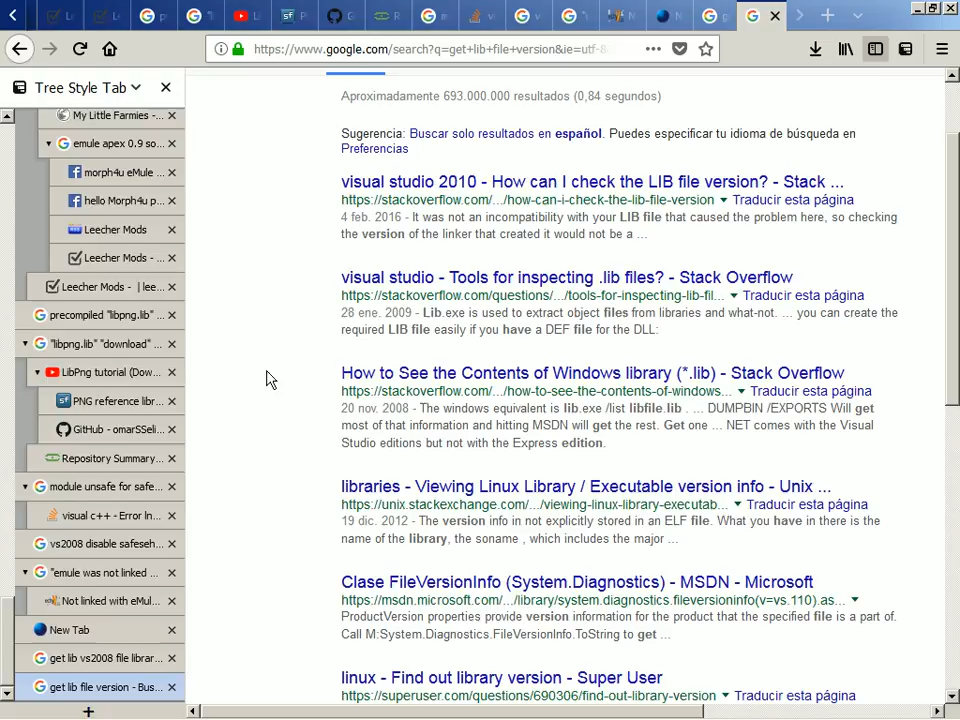 https://www.google.com/search?q=get+lib+file+version&ie=utf-8
Tree Style Tab
My Little Farmies - ...
emule apex 0.9 so...
morph4u eMule ...
hello Morph4u p...
Leecher Mods
Leecher Mods - ...
Leecher Mods - | lee...
precompiled "libpng.lib" ...
"libpng.lib" "download" ...
LibPng tutorial (Dow...
PNG reference libr...
GitHub - omarSSeli...
Repository Summary...
module unsafe for safe...
visual c++ - Error ln...
vs2008 disable safeseh...
"emule was not linked ...
Not linked with eMul...
New Tab
get lib vs2008 file librar...
get lib file version - Bus...
Aproximadamente 693.000.000 resultados (0,84 segundos)
Sugerencia: Buscar solo resultados en español. Puedes especificar tu idioma de búsqueda en
Preferencias
visual studio 2010 - How can I check the LIB file version? - Stack ...
https://stackoverflow.com/.../how-can-i-check-the-lib-file-version Traducir esta página
4 feb. 2016 - It was not an incompatibility with your LIB file that caused the problem here, so checking
the version of the linker that created it would not be a ...
visual studio - Tools for inspecting .lib files? - Stack Overflow
https://stackoverflow.com/questions/.../tools-for-inspecting-lib-fil... Traducir esta página
28 ene. 2009 - Lib.exe is used to extract object files from libraries and what-not. ... you can create the
required LIB file easily if you have a DEF file for the DLL:
How to See the Contents of Windows library (*.lib) - Stack Overflow
https://stackoverflow.com/.../how-to-see-the-contents-of-windows... Traducir esta página
20 nov. 2008 - The windows equivalent is lib.exe /list libfile.lib . ... DUMPBIN /EXPORTS Will get
most of that information and hitting MSDN will get the rest. Get one ... NET comes with the Visual
Studio editions but not with the Express edition.
libraries - Viewing Linux Library / Executable version info - Unix ...
https://unix.stackexchange.com/.../viewing-linux-library-executab... Traducir esta página
19 dic. 2012 - The version info in not explicitly stored in an ELF file. What you have in there is the
name of the library, the soname , which includes the major ...
Clase FileVersionInfo (System.Diagnostics) - MSDN - Microsoft
https://msdn.microsoft.com/.../library/system.diagnostics.fileversioninfo(v=vs.110).as...
ProductVersion properties provide version information for the product that the specified file is a part of.
Call M:System.Diagnostics.FileVersionInfo.ToString to get ...
linux - Find out library version - Super User
https://superuser.com/questions/690306/find-out-library-version Traducir esta página